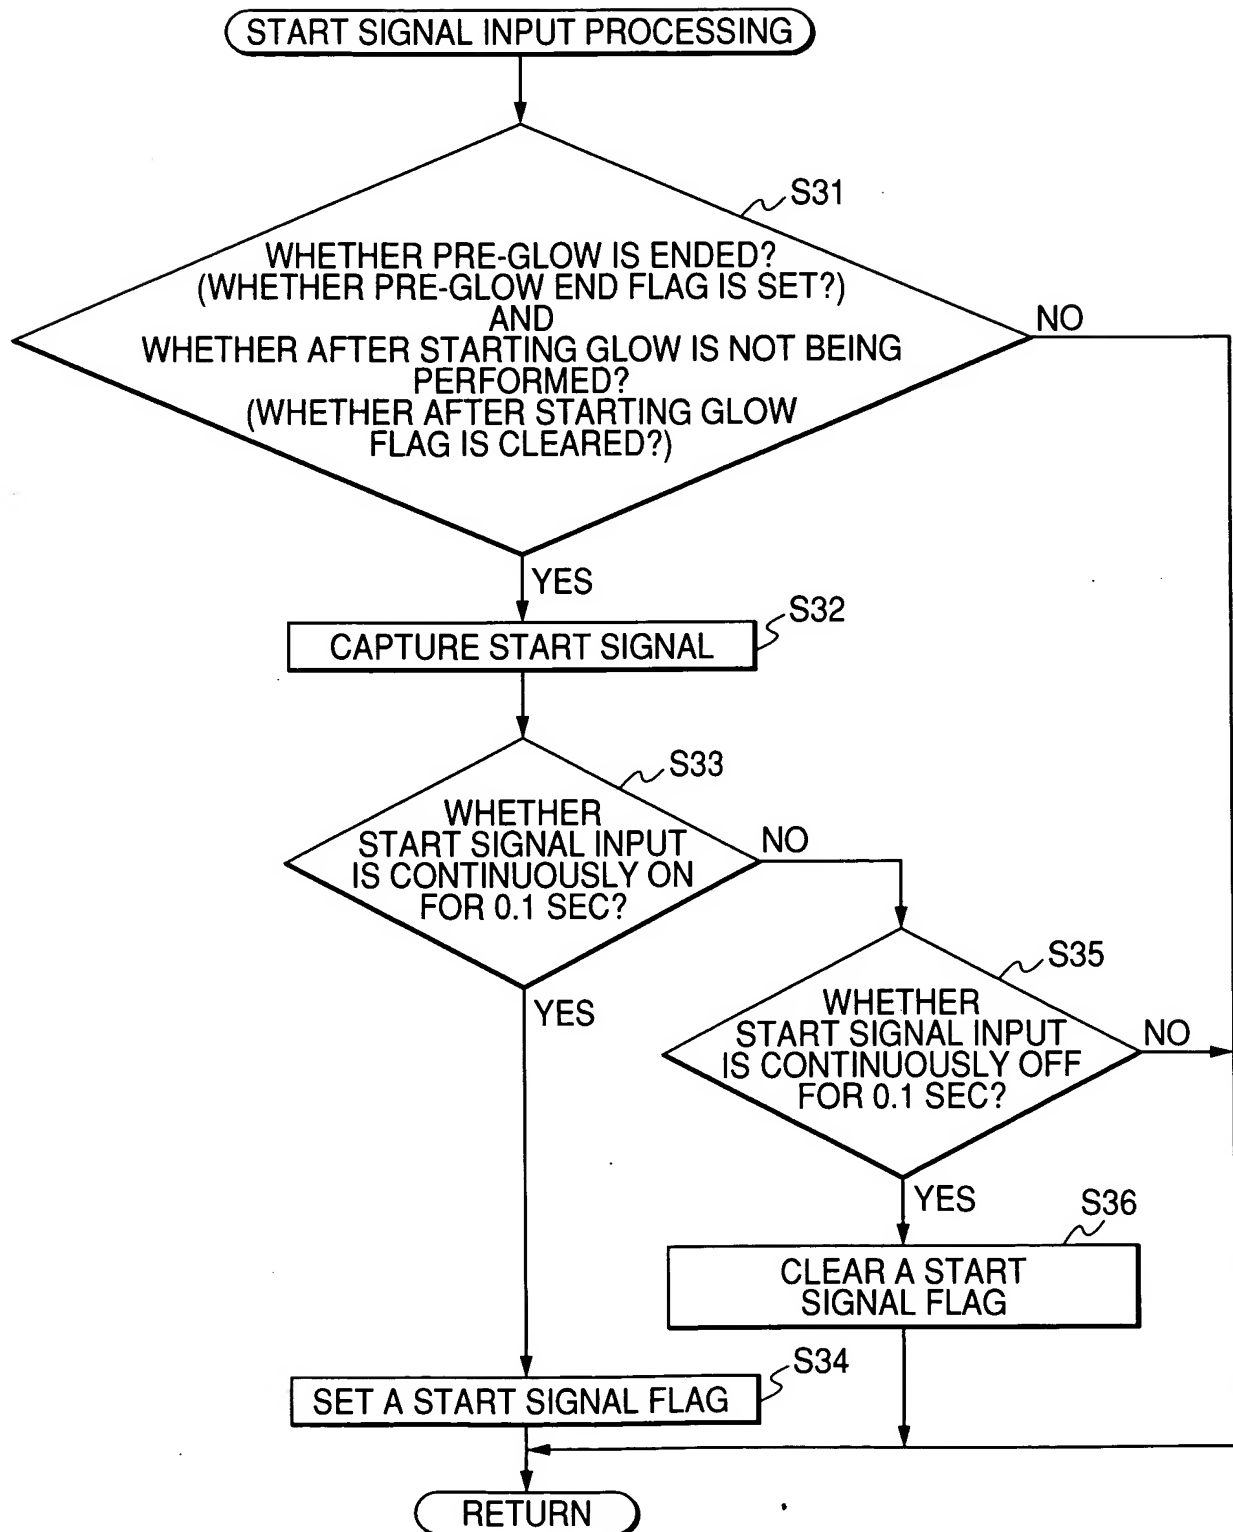 START SIGNAL INPUT PROCESSING
S31
WHETHER PRE-GLOW IS ENDED?
(WHETHER PRE-GLOW END FLAG IS SET?)
AND
WHETHER AFTER STARTING GLOW IS NOT BEING
PERFORMED?
(WHETHER AFTER STARTING GLOW
FLAG IS CLEARED?)
NO
YES
S32
CAPTURE START SIGNAL
S33
WHETHER
START SIGNAL INPUT
IS CONTINUOUSLY ON
FOR 0.1 SEC?
NO
YES
S35
WHETHER
START SIGNAL INPUT
IS CONTINUOUSLY OFF
FOR 0.1 SEC?
NO
YES
S36
CLEAR A START
SIGNAL FLAG
S34
SET A START SIGNAL FLAG
RETURN